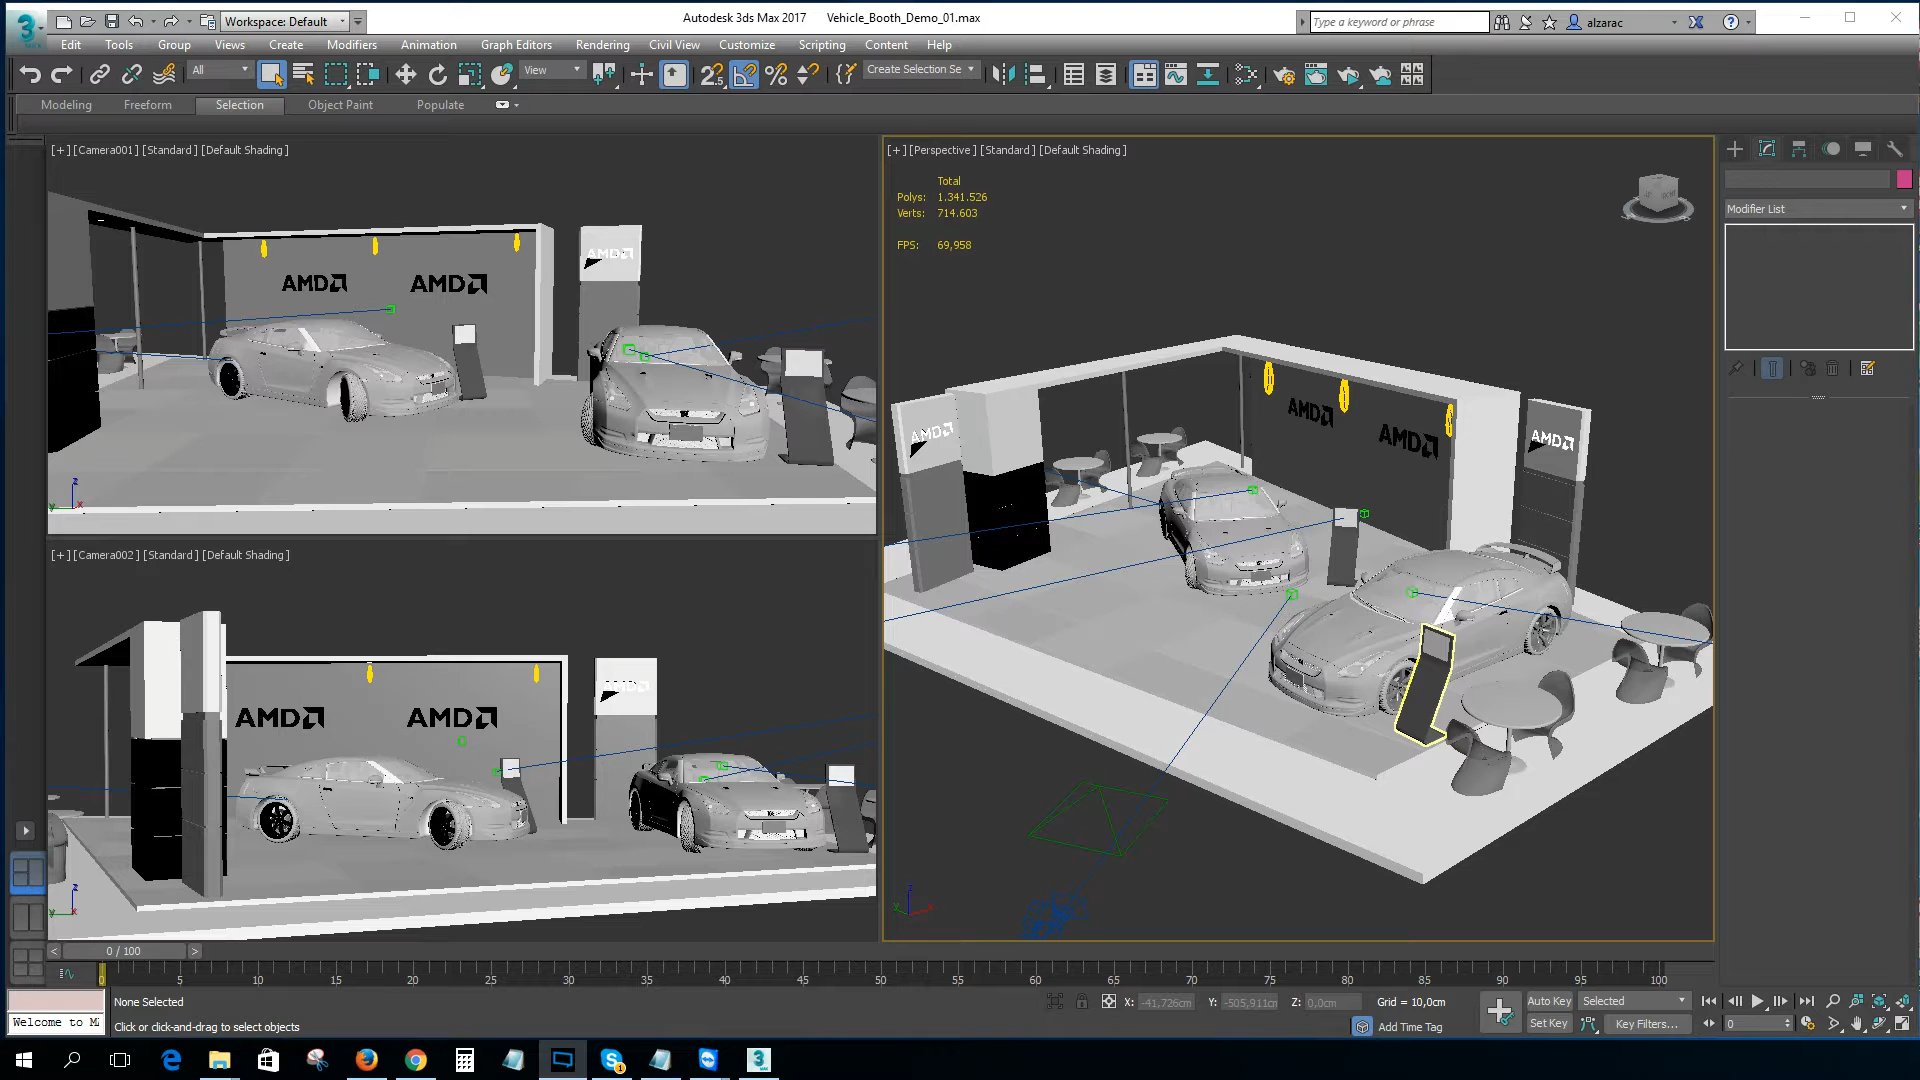 Workspace: Default
Autodesk 3ds Max 2017 Vehicle_Booth_Demo_01.max
Type a keyword or phrase
alzarac
Edit Tools Group Views Create Modifiers Animation Graph Editors Rendering Civil View Customize Scripting Content Help
All
View
Create Selection Se
Modeling Freeform Selection Object Paint Populate
[+] [Camera001] [Standard] [Default Shading]
AMD
AMD
AMD
[+] [Perspective] [Standard] [Default Shading]
Total
Polys: 1.341.526
Verts: 714.603
FPS: 69,958
AMD
AMD
AMD
AMD
Modifier List
[+] [Camera002] [Standard] [Default Shading]
AMD
AMD
AMD
0 / 100
0 5 10 15 20 25 30 35 40 45 50 55 60 65 70 75 80 85 90 95 100
None Selected
X: -41,726cm Y: -505,911cm Z: 0,0cm Grid = 10,0cm
Auto Key Selected
Welcome to M
Click or click-and-drag to select objects
Add Time Tag
Set Key Key Filters...
0